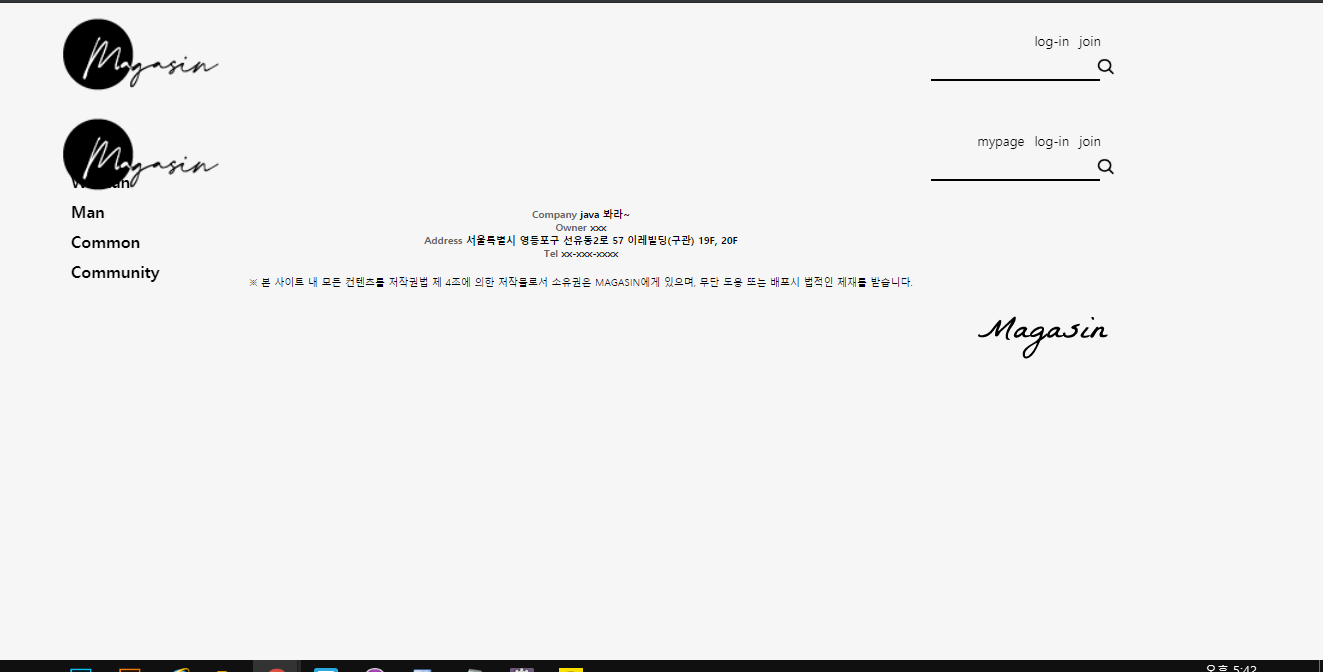 Magasin
log-in join
Magasin
mypage log-in join
Man
Common
Community
Company java 봐라~
Owner xxx
Address 서울특별시 영등포구 선유동2로 57 이레빌딩(구관) 19F, 20F
Tel xx-xxx-xxxx
※ 본 사이트 내 모든 컨텐츠를 저작권법 제 4조에 의한 저작물로서 소유권은 MAGASIN에게 있으며, 무단 도용 또는 배포시 법적인 제재를 받습니다.
Magasin
오후 5:42